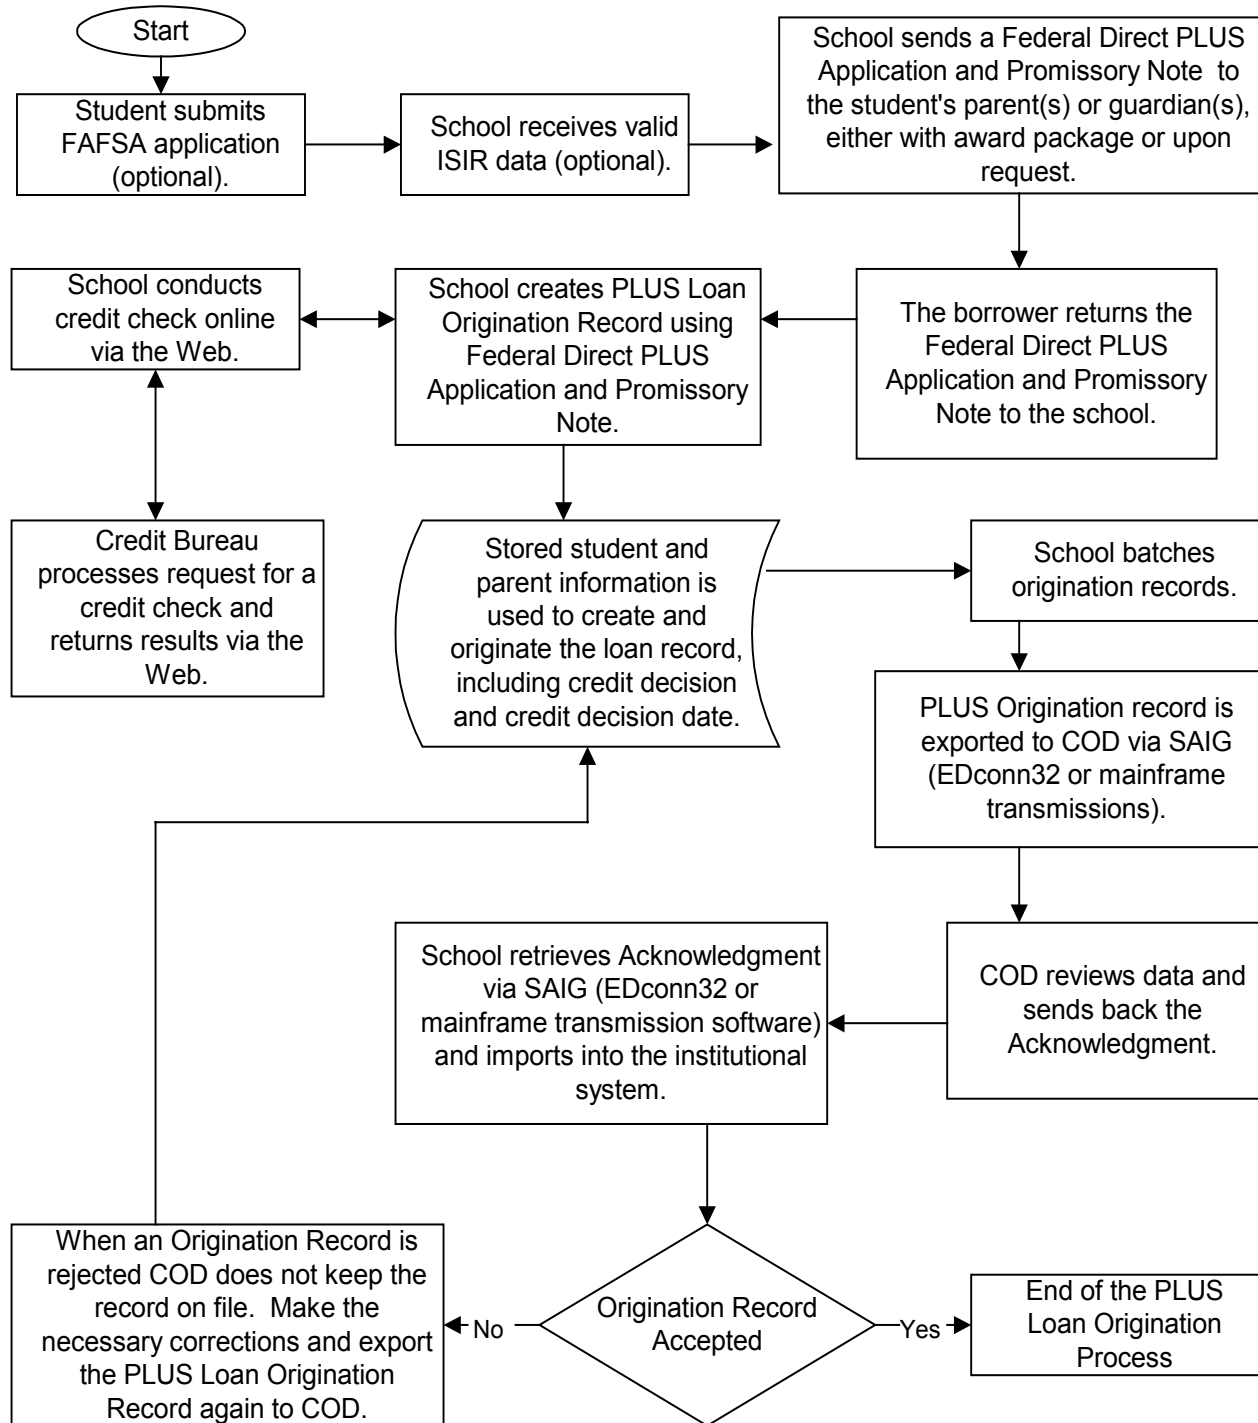 Start
Student submits
FAFSA application
(optional).
School receives valid
ISIR data (optional).
School sends a Federal Direct PLUS
Application and Promissory Note to
the student's parent(s) or guardian(s),
either with award package or upon
request.
The borrower returns the
Federal Direct PLUS
Application and Promissory
Note to the school.
School creates PLUS Loan
Origination Record using
Federal Direct PLUS
Application and Promissory
Note.
School conducts
credit check online
via the Web.
Credit Bureau
processes request for a
credit check and
returns results via the
Web.
Stored student and
parent information is
used to create and
originate the loan record,
including credit decision
and credit decision date.
School batches
origination records.
PLUS Origination record is
exported to COD via SAIG
(EDconn32 or mainframe
transmissions).
COD reviews data and
sends back the
Acknowledgment.
School retrieves Acknowledgment
via SAIG (EDconn32 or
mainframe transmission software)
and imports into the institutional
system.
Origination Record
Accepted
No
When an Origination Record is
rejected COD does not keep the
record on file. Make the
necessary corrections and export
the PLUS Loan Origination
Record again to COD.
Yes
End of the PLUS
Loan Origination
Process